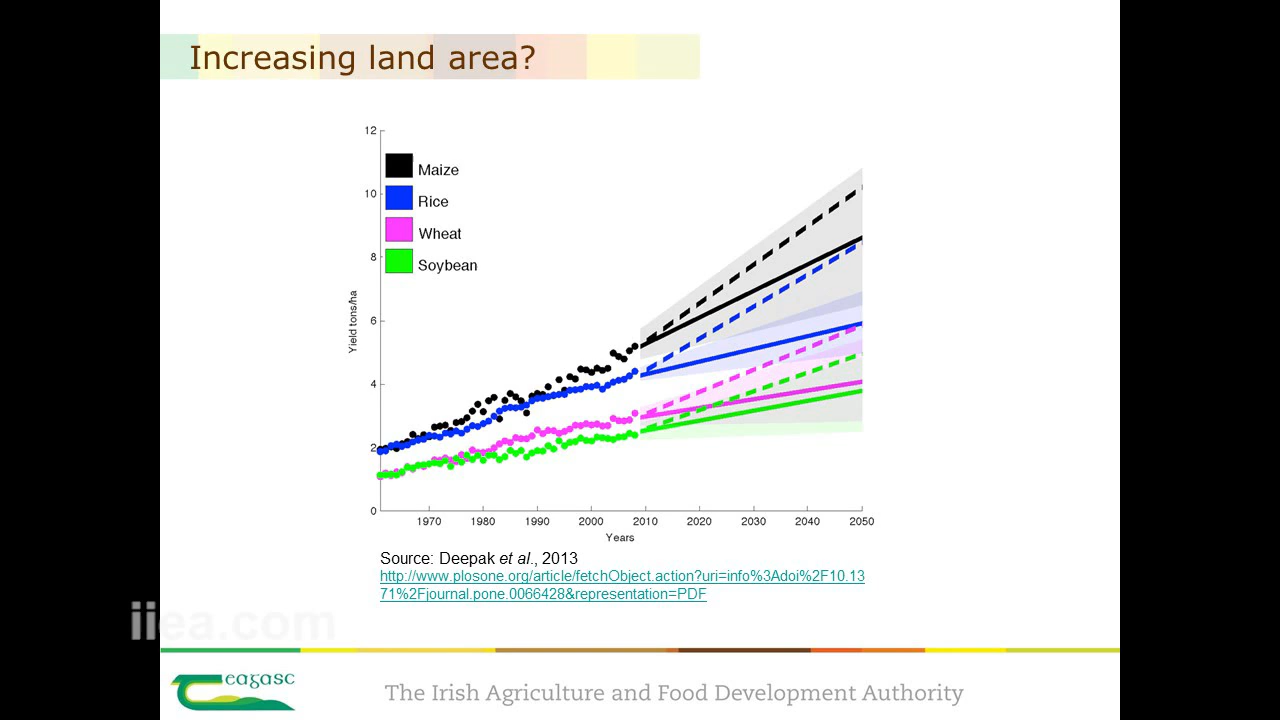 Increasing land area?
12
10
8
6
4
2
0
Yield tons/ha
Maize
Rice
Wheat
Soybean
1970 1980 1990 2000 2010 2020 2030 2040 2050
Years
Source: Deepak et al., 2013
http://www.plosone.org/article/fetchObject.action?uri=info%3Adoi%2F10.13
71%2Fjournal.pone.0066428&representation=PDF
iiea.com
eagasc
The Irish Agriculture and Food Development Authority